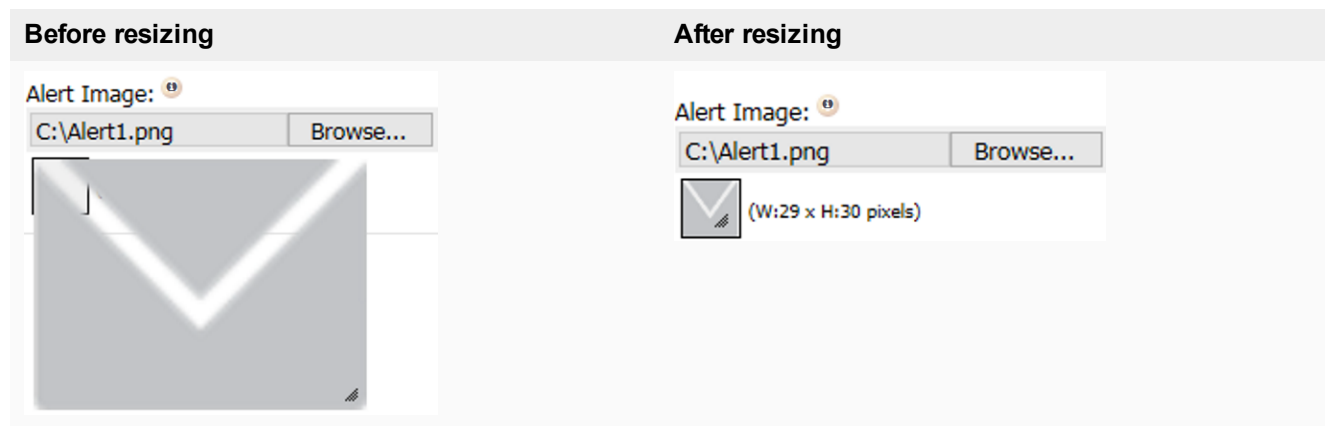 Before resizing
After resizing
Alert Image:
C:\Alert1.png
Browse...
Alert Image:
C:\Alert1.png
Browse...
(W:29 x H:30 pixels)